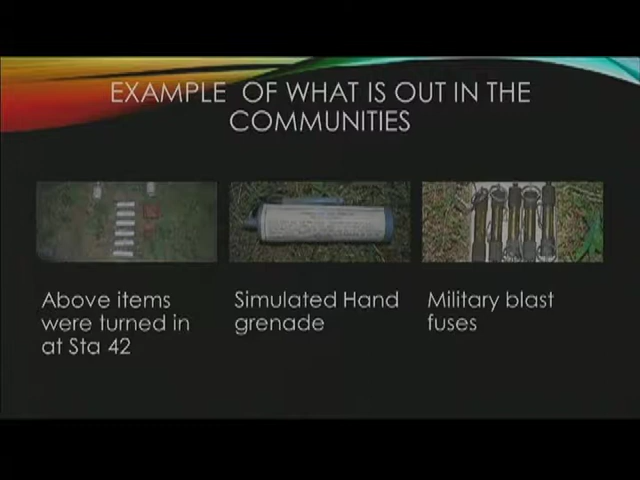 EXAMPLE OF WHAT IS OUT IN THE
COMMUNITIES
Above items
were turned in
at Sta 42
Simulated Hand
grenade
Military blast
fuses